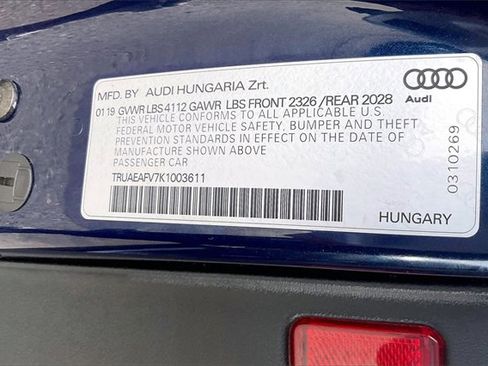 MFD. BY AUDI HUNGARIA Zrt.
01 19 GVWR LBS 4112 GAWR LBS FRONT 2326 /REAR 2028
THIS VEHICLE CONFORMS TO ALL APPLICABLE U.S.
FEDERAL MOTOR VEHICLE SAFETY, BUMPER AND THEFT
PREVENTION STANDARDS IN EFFECT ON THE DATE OF
MANUFACTURE SHOWN ABOVE
PASSENGER CAR
TRUAEAFV7K1003611
Audi
0310269
HUNGARY